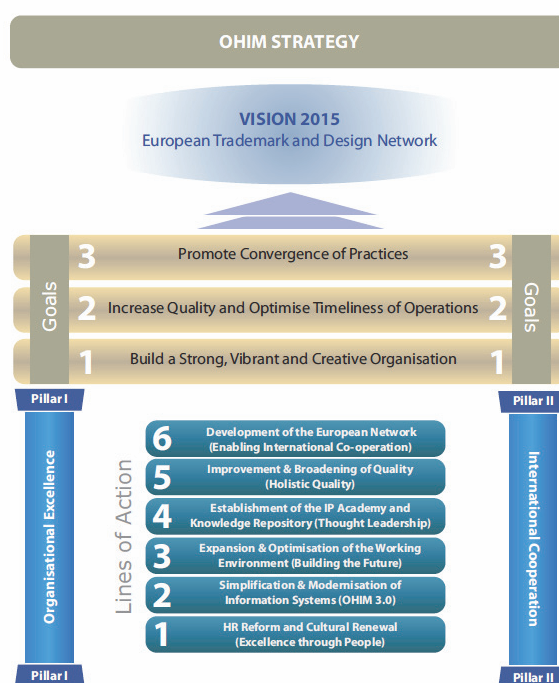 OHIM STRATEGY
VISION 2015
European Trademark and Design Network
Goals
3 Promote Convergence of Practices 3
2 Increase Quality and Optimise Timeliness of Operations 2
1 Build a Strong, Vibrant and Creative Organisation 1
Goals
Pillar I
Pillar II
Organisational Excellence
Lines of Action
6 Development of the European Network
(Enabling International Co-operation)
5 Improvement & Broadening of Quality
(Holistic Quality)
4 Establishment of the IP Academy and
Knowledge Repository (Thought Leadership)
3 Expansion & Optimisation of the Working
Environment (Building the Future)
2 Simplification & Modernisation of
Information Systems (OHIM 3.0)
1 HR Reform and Cultural Renewal
(Excellence through People)
International Cooperation
Pillar I
Pillar II